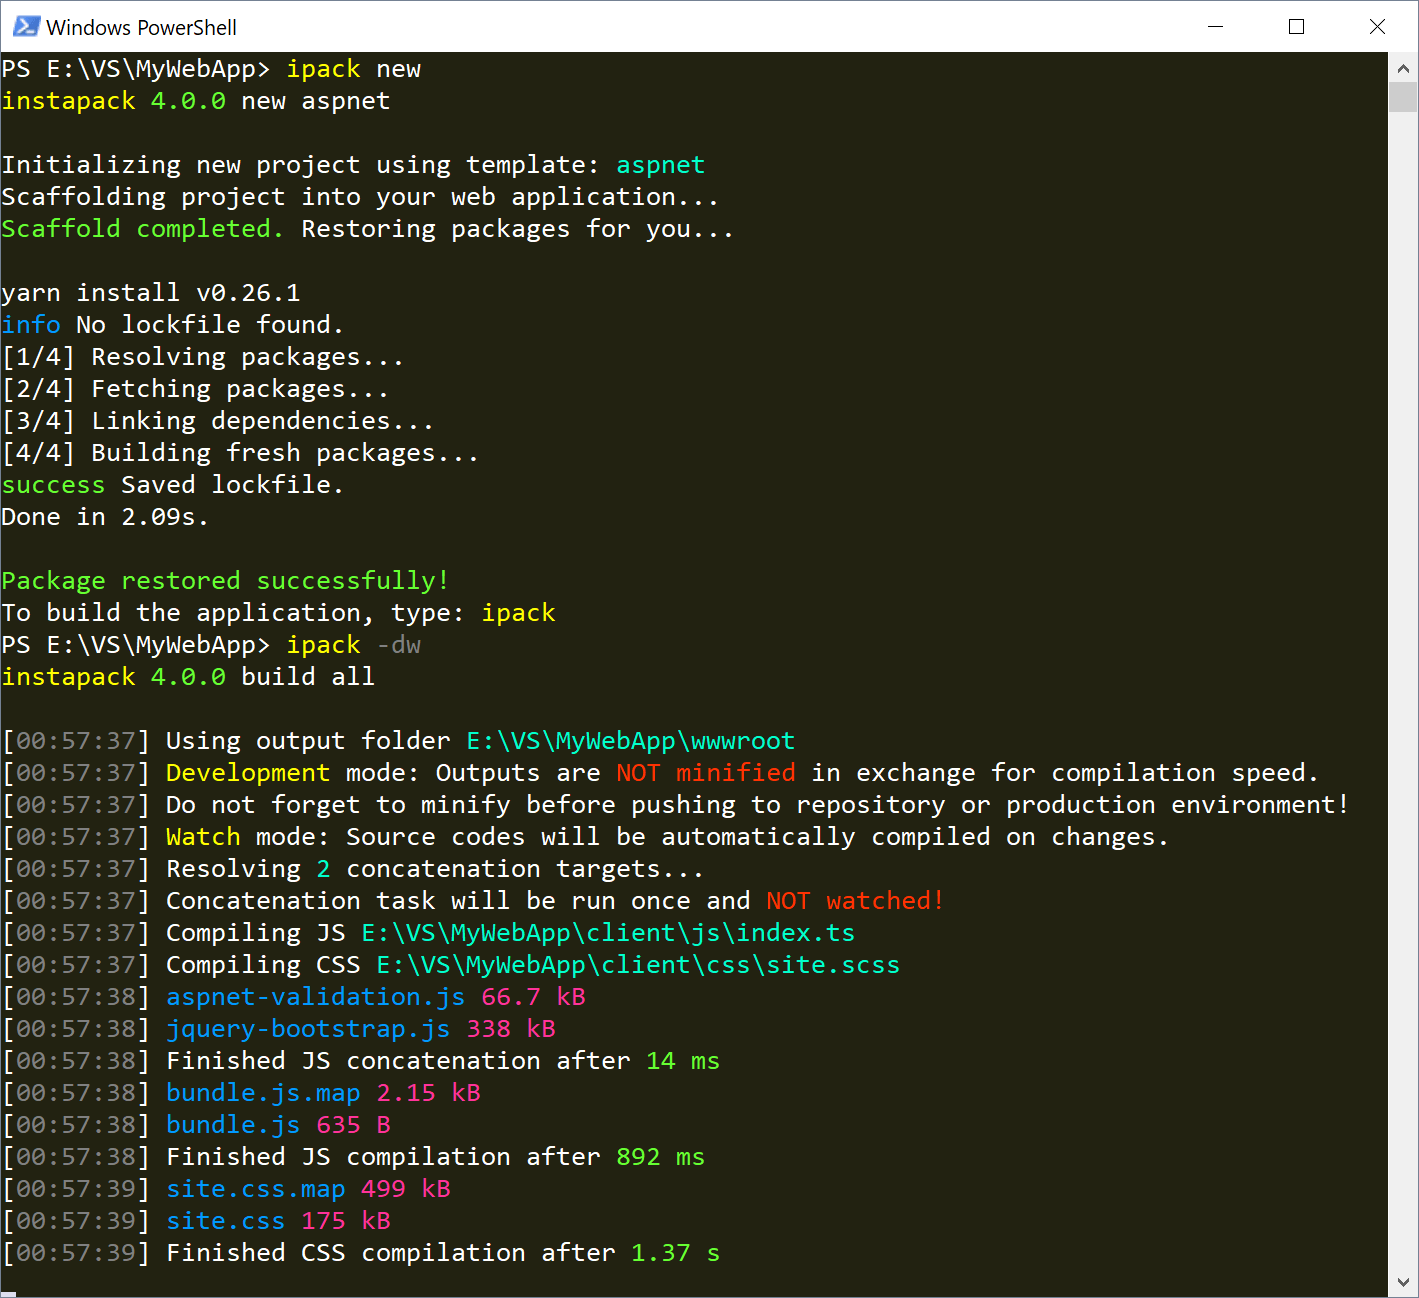 Windows PowerShell
PS E:\VS\MyWebApp> ipack new
instapack 4.0.0 new aspnet
Initializing new project using template: aspnet
Scaffolding project into your web application...
Scaffold completed. Restoring packages for you...
yarn install v0.26.1
info No lockfile found.
[1/4] Resolving packages...
[2/4] Fetching packages...
[3/4] Linking dependencies...
[4/4] Building fresh packages...
success Saved lockfile.
Done in 2.09s.
Package restored successfully!
To build the application, type: ipack
PS E:\VS\MyWebApp> ipack -dw
instapack 4.0.0 build all
[00:57:37] Using output folder E:\VS\MyWebApp\wwwroot
[00:57:37] Development mode: Outputs are NOT minified in exchange for compilation speed.
[00:57:37] Do not forget to minify before pushing to repository or production environment!
[00:57:37] Watch mode: Source codes will be automatically compiled on changes.
[00:57:37] Resolving 2 concatenation targets...
[00:57:37] Concatenation task will be run once and NOT watched!
[00:57:37] Compiling JS E:\VS\MyWebApp\client\js\index.ts
[00:57:37] Compiling CSS E:\VS\MyWebApp\client\css\site.scss
[00:57:38] aspnet-validation.js 66.7 kB
[00:57:38] jquery-bootstrap.js 338 kB
[00:57:38] Finished JS concatenation after 14 ms
[00:57:38] bundle.js.map 2.15 kB
[00:57:38] bundle.js 635 B
[00:57:38] Finished JS compilation after 892 ms
[00:57:39] site.css.map 499 kB
[00:57:39] site.css 175 kB
[00:57:39] Finished CSS compilation after 1.37 s